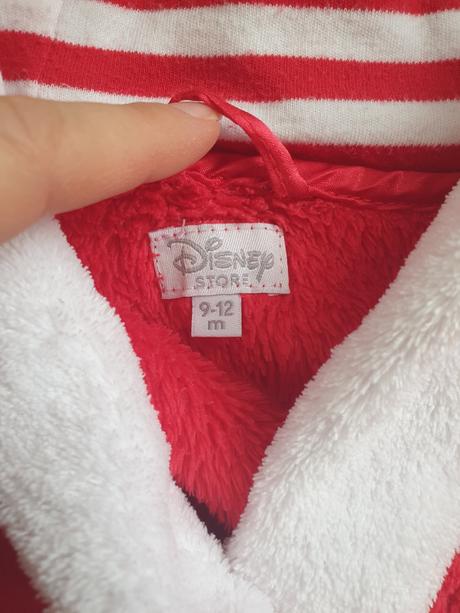 Disney
STORE
9-12
m